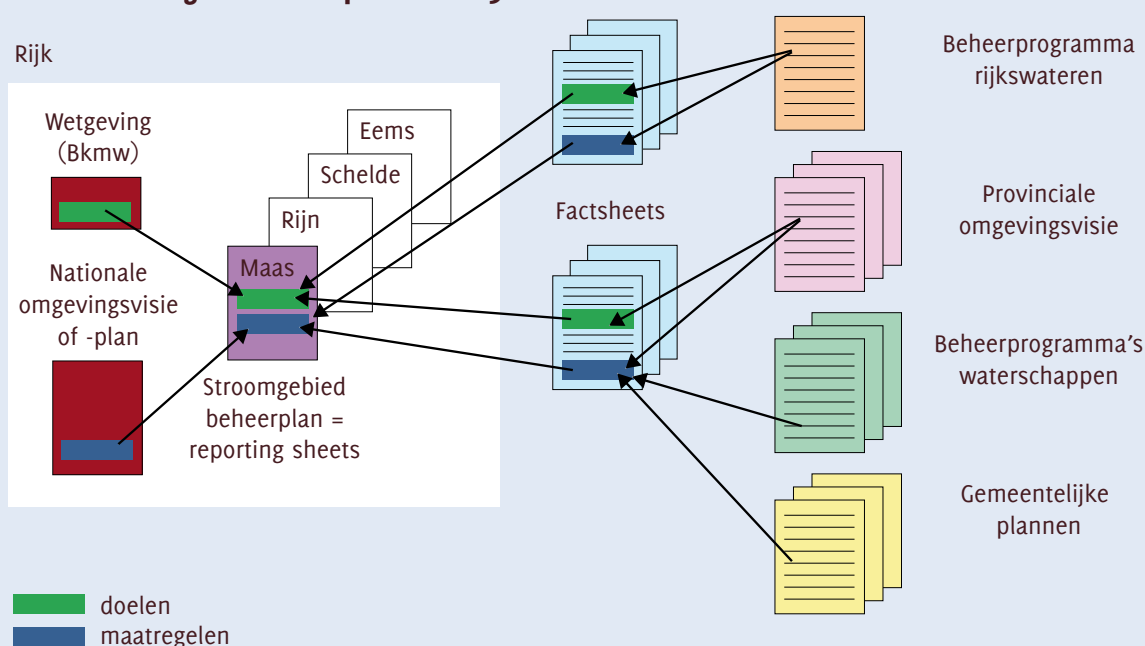 Rijk
Wetgeving
(Bkmw)
Nationale
omgevingsvisie
of -plan
Eems
Schelde
Rijn
Maas
Stroomgebied
beheerplan =
reporting sheets
Factsheets
Beheerprogramma
rijkswateren
Provinciale
omgevingsvisie
Beheerprogramma's
waterschappen
Gemeentelijke
plannen
doelen
maatregelen